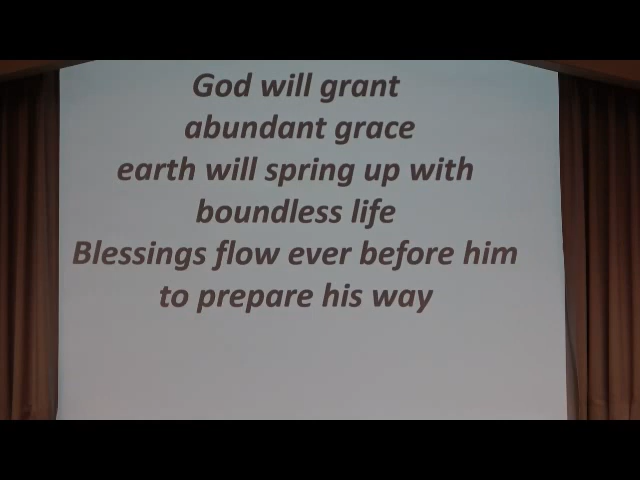 God will grant
abundant grace
earth will spring up with
boundless life
Blessings flow ever before him
to prepare his way